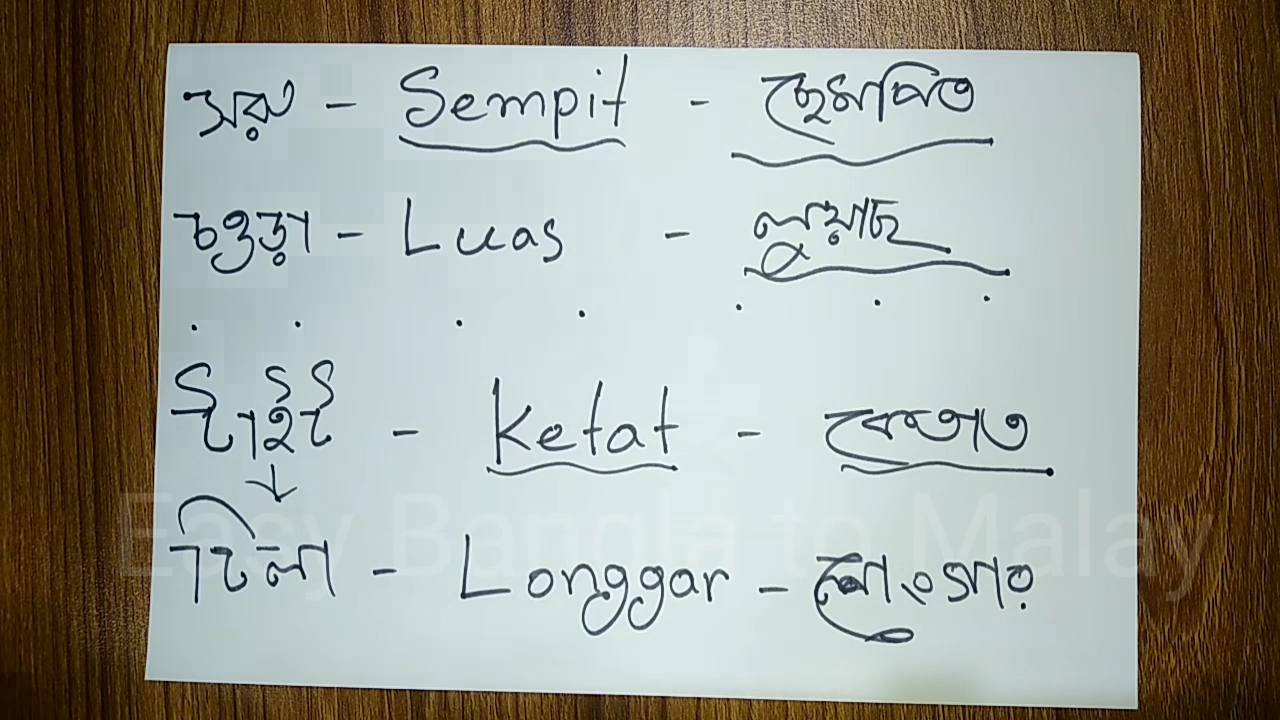 সরু - Sempit - ছেমপিত
চওড়া - Luas - লুয়াছ
টাইট - Ketat - কেতাত
ঢিলা - Longgar - লোংগার
Easy Bangla to Malay